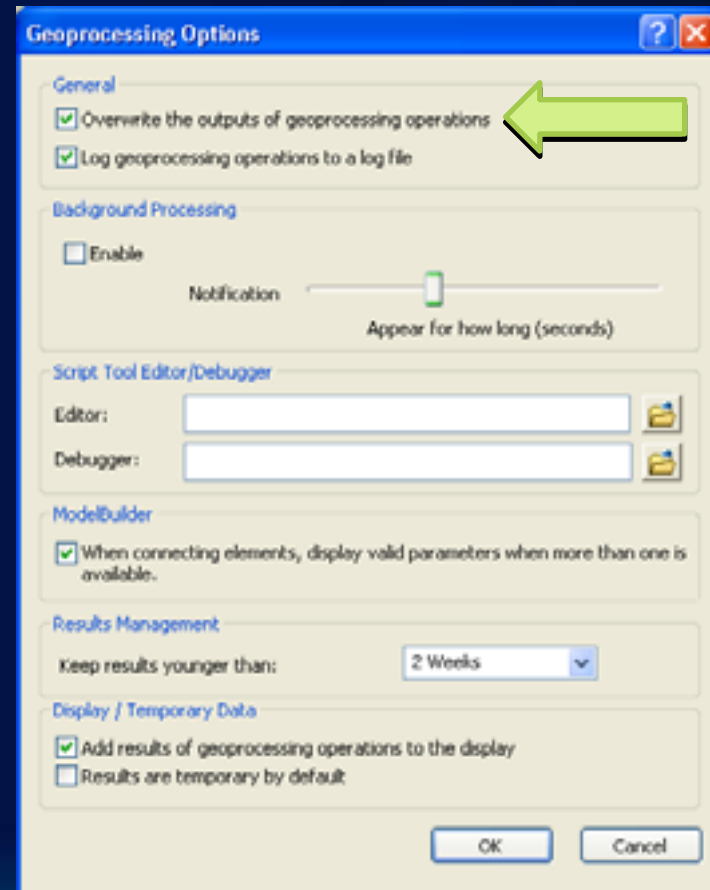 Geoprocessing Options
General
Overwrite the outputs of geoprocessing operations
Log geoprocessing operations to a log file
Background Processing
Enable
Notification
Appear for how long (seconds)
Script Tool Editor/Debugger
Editor:
Debugger:
ModelBuilder
When connecting elements, display valid parameters when more than one is
available.
Results Management
Keep results younger than:
2 Weeks
Display / Temporary Data
Add results of geoprocessing operations to the display
Results are temporary by default
OK
Cancel